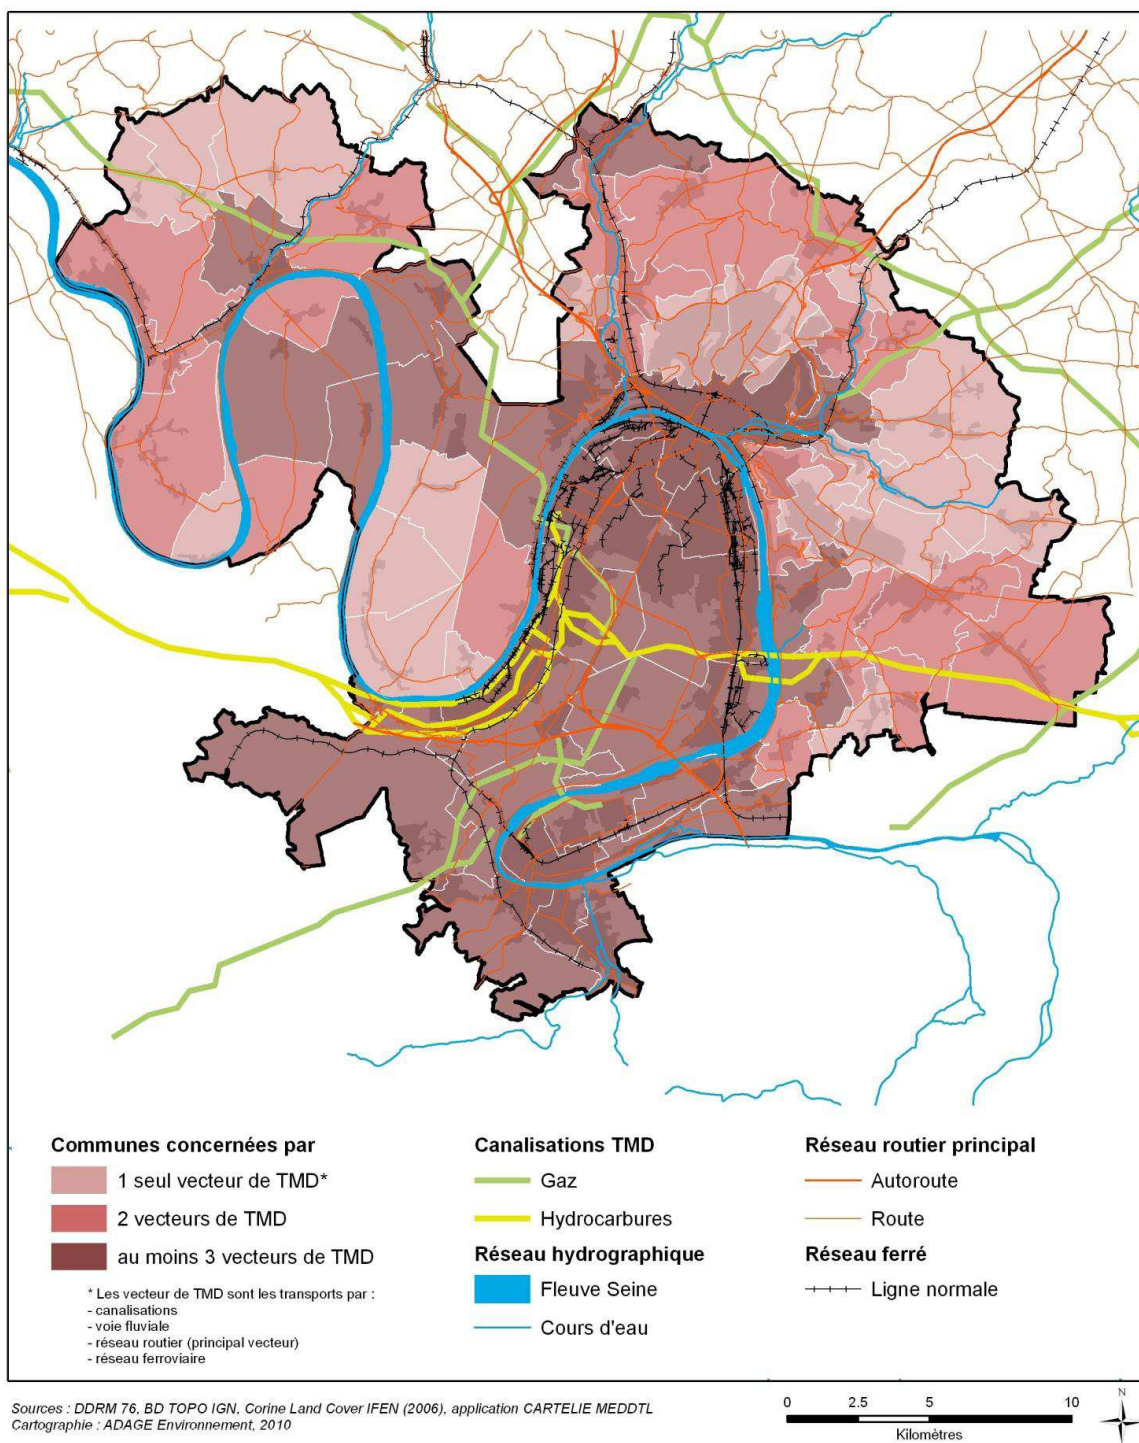 Communes concernées par
1 seul vecteur de TMD*
2 vecteurs de TMD
au moins 3 vecteurs de TMD
* Les vecteur de TMD sont les transports par :
- canalisations
- voie fluviale
- réseau routier (principal vecteur)
- réseau ferroviaire
Canalisations TMD
Gaz
Hydrocarbures
Réseau hydrographique
Fleuve Seine
Cours d'eau
Réseau routier principal
Autoroute
Route
Réseau ferré
Ligne normale
Sources : DDRM 76, BD TOPO IGN, Corine Land Cover IFEN (2006), application CARTELIE MEDDTL
Cartographie : ADAGE Environnement, 2010
0 2.5 5 10
Kilomètres
N